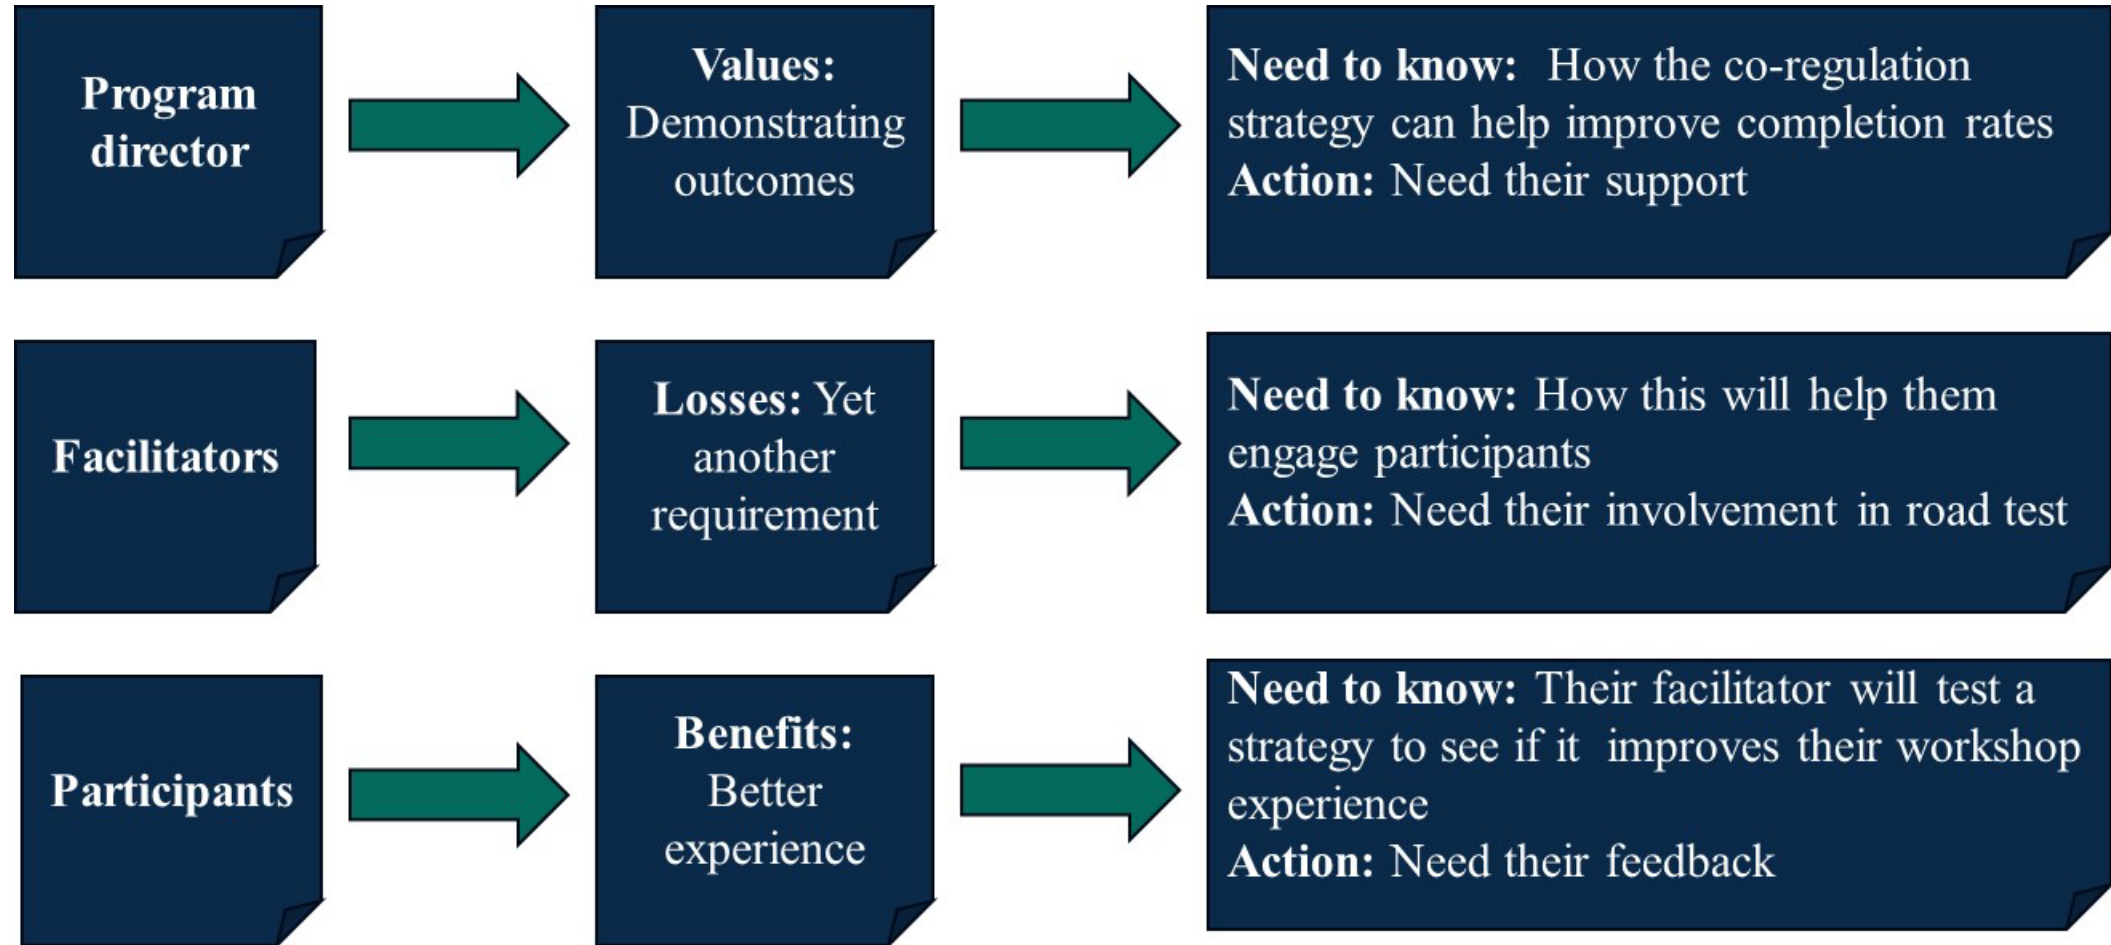 Program
director
Values:
Demonstrating
outcomes
Need to know: How the co-regulation
strategy can help improve completion rates
Action: Need their support
Facilitators
Losses: Yet
another
requirement
Need to know: How this will help them
engage participants
Action: Need their involvement in road test
Participants
Benefits:
Better
experience
Need to know: Their facilitator will test a
strategy to see if it improves their workshop
experience
Action: Need their feedback